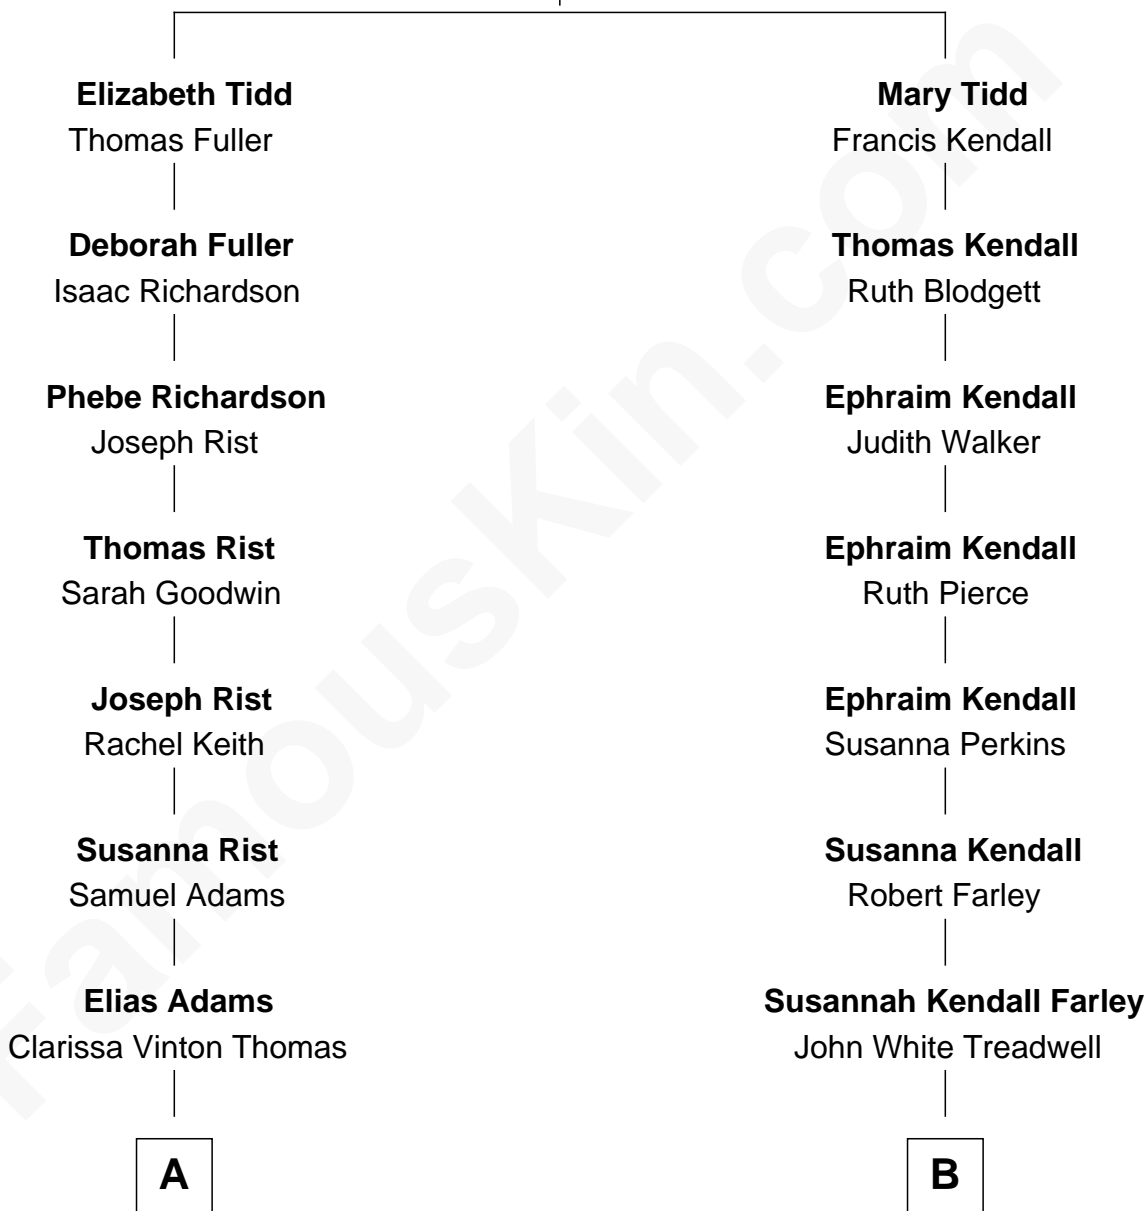 Elizabeth Tidd
Thomas Fuller
Deborah Fuller
Isaac Richardson
Phebe Richardson
Joseph Rist
Thomas Rist
Sarah Goodwin
Joseph Rist
Rachel Keith
Susanna Rist
Samuel Adams
Elias Adams
Clarissa Vinton Thomas
A
Mary Tidd
Francis Kendall
Thomas Kendall
Ruth Blodgett
Ephraim Kendall
Judith Walker
Ephraim Kendall
Ruth Pierce
Ephraim Kendall
Susanna Perkins
Susanna Kendall
Robert Farley
Susannah Kendall Farley
John White Treadwell
B
FamousKin.com